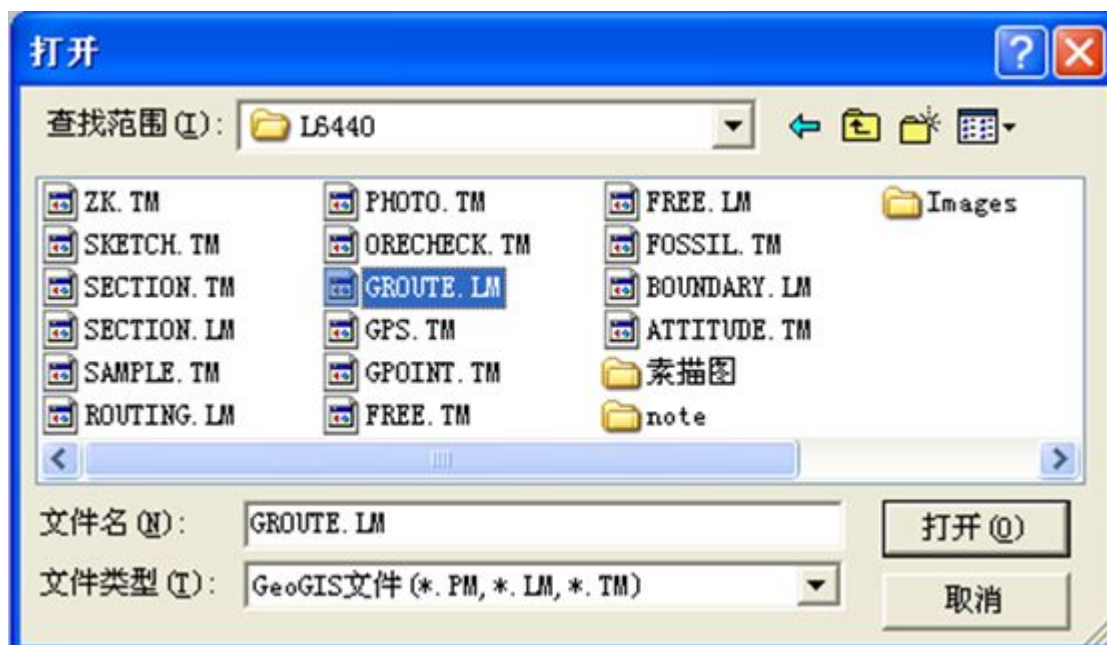 打开
查找范围(I): L6440
ZK.TM PHOTO.TM FREE.LM Images
SKETCH.TM ORECHECK.TM FOSSIL.TM
SECTION.TM GROUTE.LM BOUNDARY.LM
SECTION.LM GPS.TM ATTITUDE.TM
SAMPLE.TM GPOINT.TM 素描图
ROUTING.LM FREE.TM note
文件名(N): GROUTE.LM 打开(O)
文件类型(T): GeoGIS文件(*.PM,*.LM,*.TM) 取消